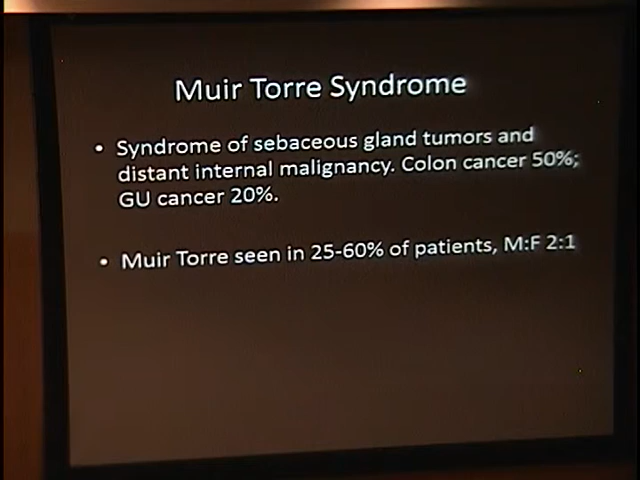 Muir Torre Syndrome
• Syndrome of sebaceous gland tumors and
distant internal malignancy. Colon cancer 50%;
GU cancer 20%.
• Muir Torre seen in 25-60% of patients, M:F 2:1